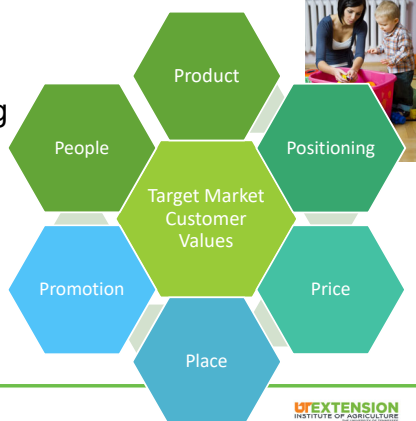 g
Product
People
Positioning
Target Market
Customer
Values
Promotion
Price
Place
UTEXTENSION
INSTITUTE OF AGRICULTURE